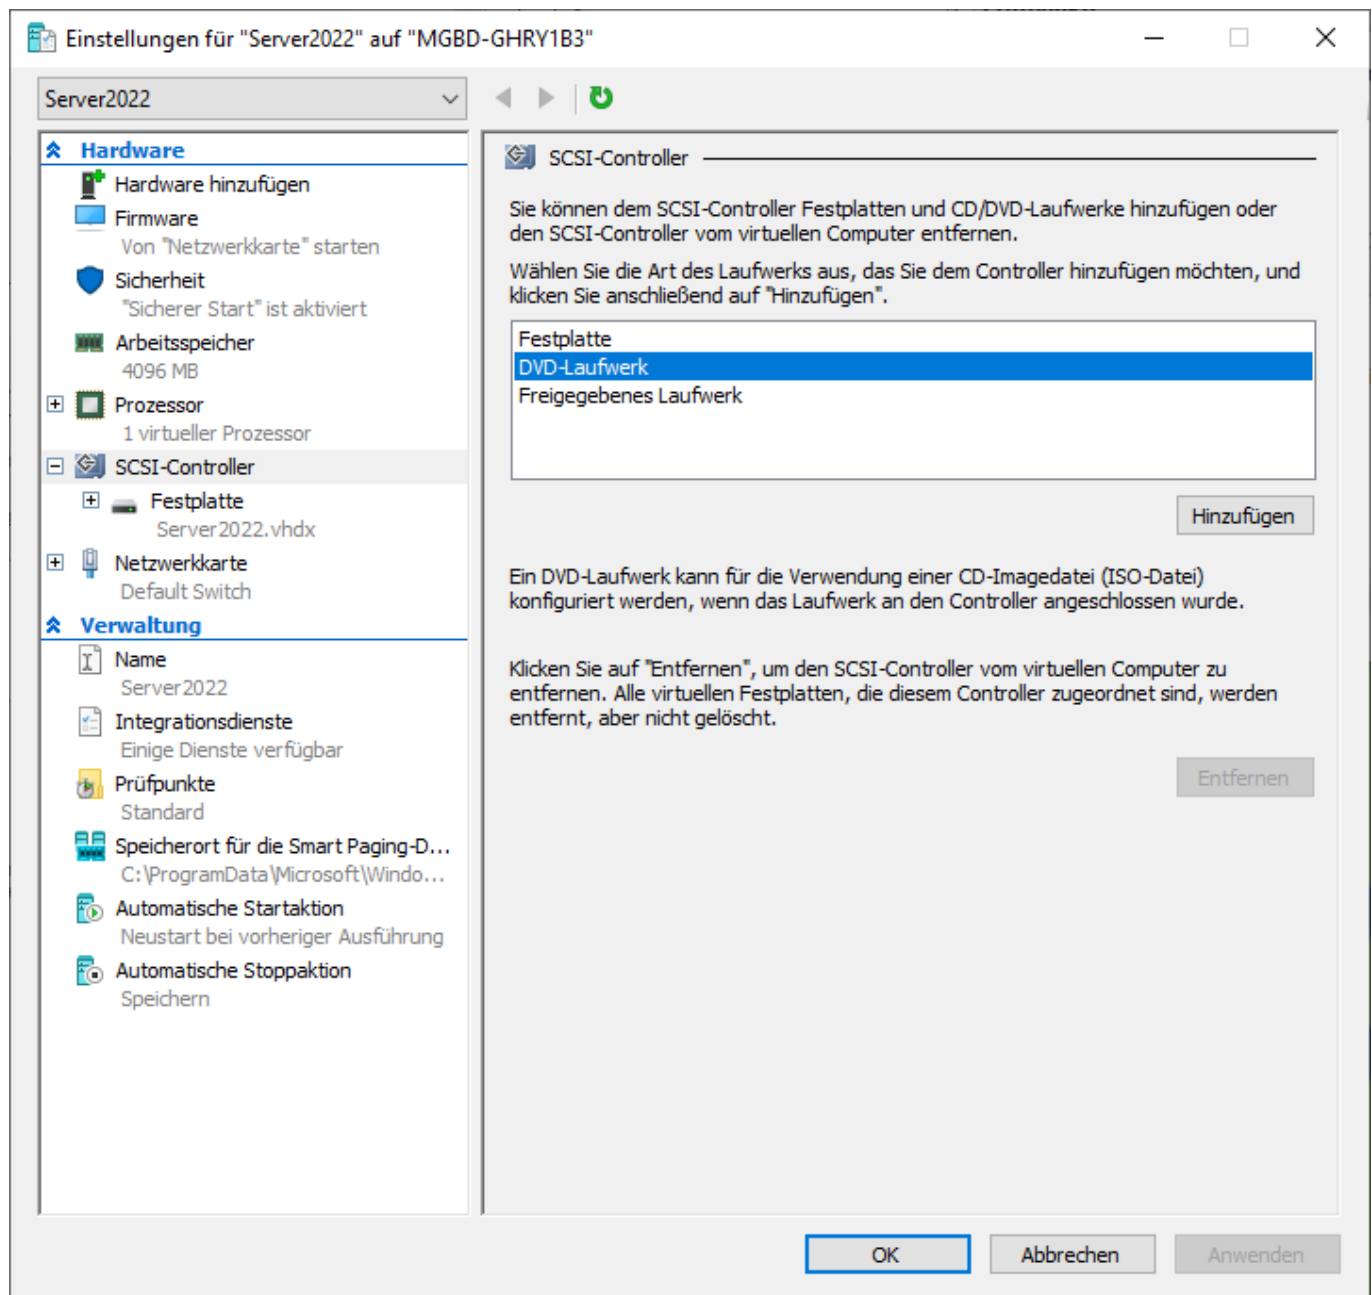 Einstellungen für "Server2022" auf "MGBD-GHRY1B3"
Server2022
Hardware
Hardware hinzufügen
Firmware
Von "Netzwerkkarte" starten
Sicherheit
"Sicherer Start" ist aktiviert
Arbeitsspeicher
4096 MB
Prozessor
1 virtueller Prozessor
SCSI-Controller
Festplatte
Server2022.vhdx
Netzwerkkarte
Default Switch
Verwaltung
Name
Server2022
Integrationsdienste
Einige Dienste verfügbar
Prüfpunkte
Standard
Speicherort für die Smart Paging-D...
C:\ProgramData\Microsoft\Windo...
Automatische Startaktion
Neustart bei vorheriger Ausführung
Automatische Stoppaktion
Speichern
SCSI-Controller
Sie können dem SCSI-Controller Festplatten und CD/DVD-Laufwerke hinzufügen oder
den SCSI-Controller vom virtuellen Computer entfernen.
Wählen Sie die Art des Laufwerks aus, das Sie dem Controller hinzufügen möchten, und
klicken Sie anschließend auf "Hinzufügen".
Festplatte
DVD-Laufwerk
Freigegebenes Laufwerk
Hinzufügen
Ein DVD-Laufwerk kann für die Verwendung einer CD-Imagedatei (ISO-Datei)
konfiguriert werden, wenn das Laufwerk an den Controller angeschlossen wurde.
Klicken Sie auf "Entfernen", um den SCSI-Controller vom virtuellen Computer zu
entfernen. Alle virtuellen Festplatten, die diesem Controller zugeordnet sind, werden
entfernt, aber nicht gelöscht.
Entfernen
OK
Abbrechen
Anwenden